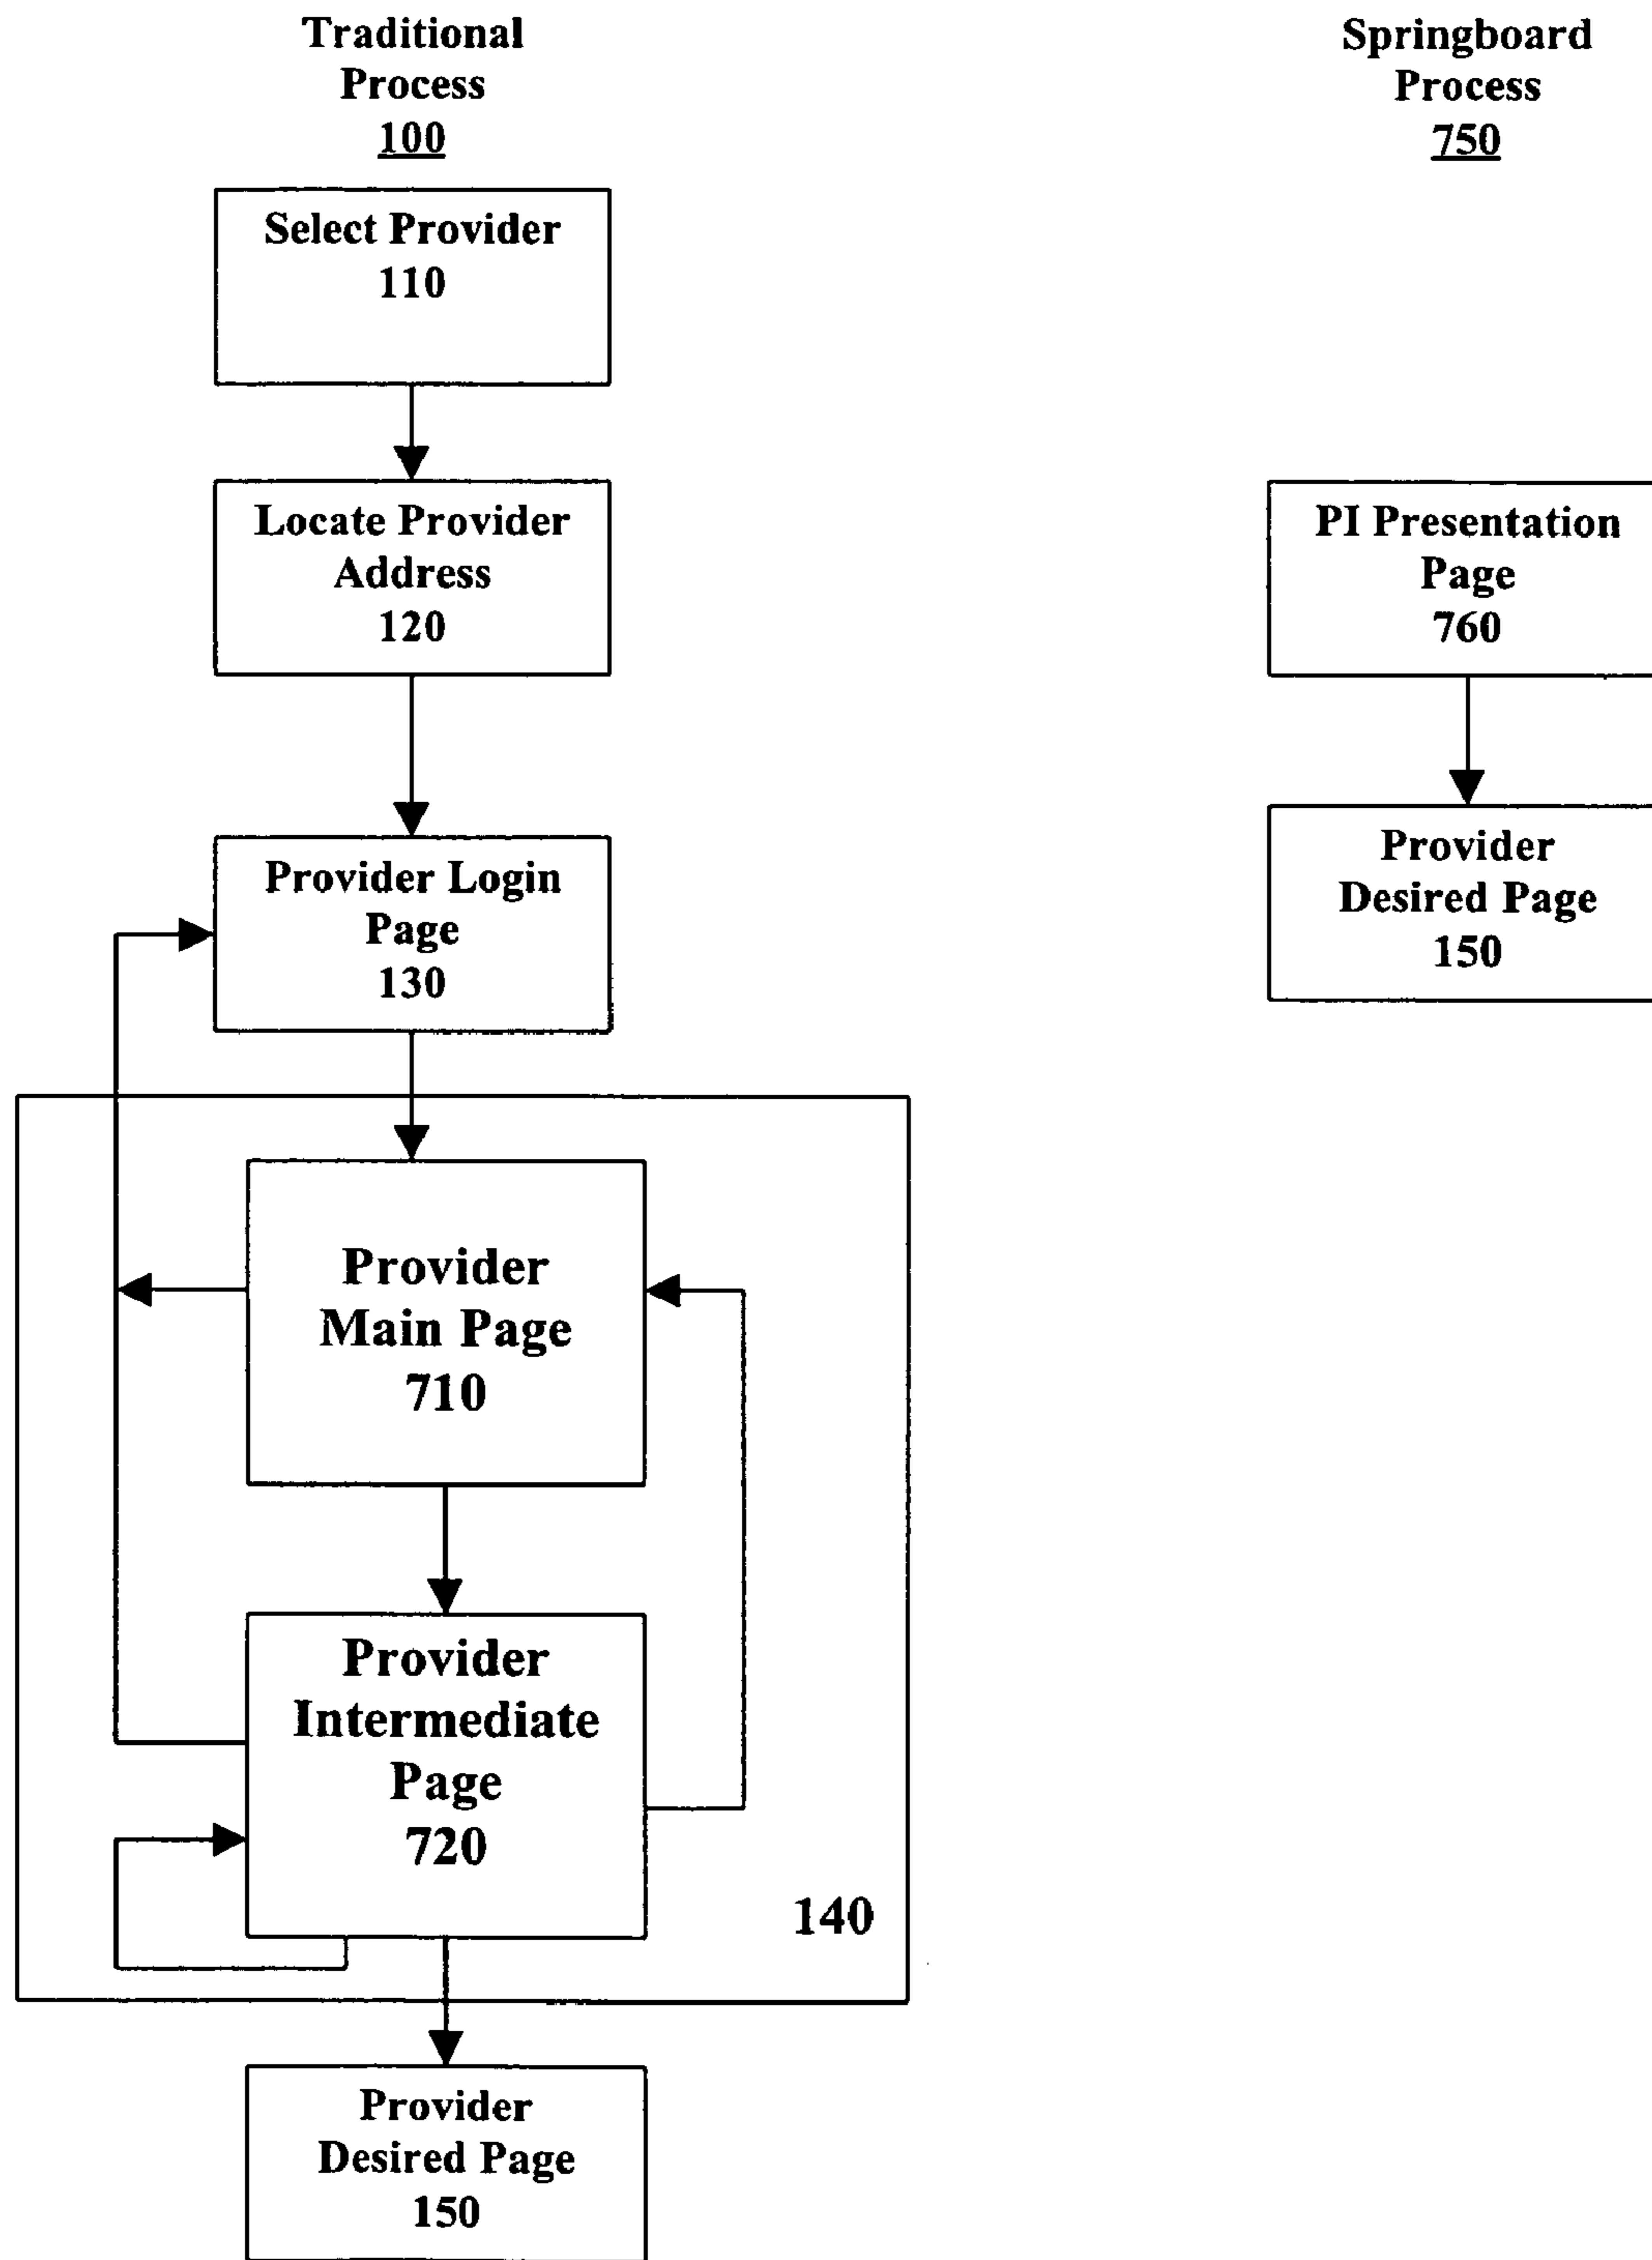 Traditional
Process
100
Select Provider
110
Locate Provider
Address
120
Provider Login
Page
130
Provider
Main Page
710
Provider
Intermediate
Page
720
140
Provider
Desired Page
150
Springboard
Process
750
PI Presentation
Page
760
Provider
Desired Page
150